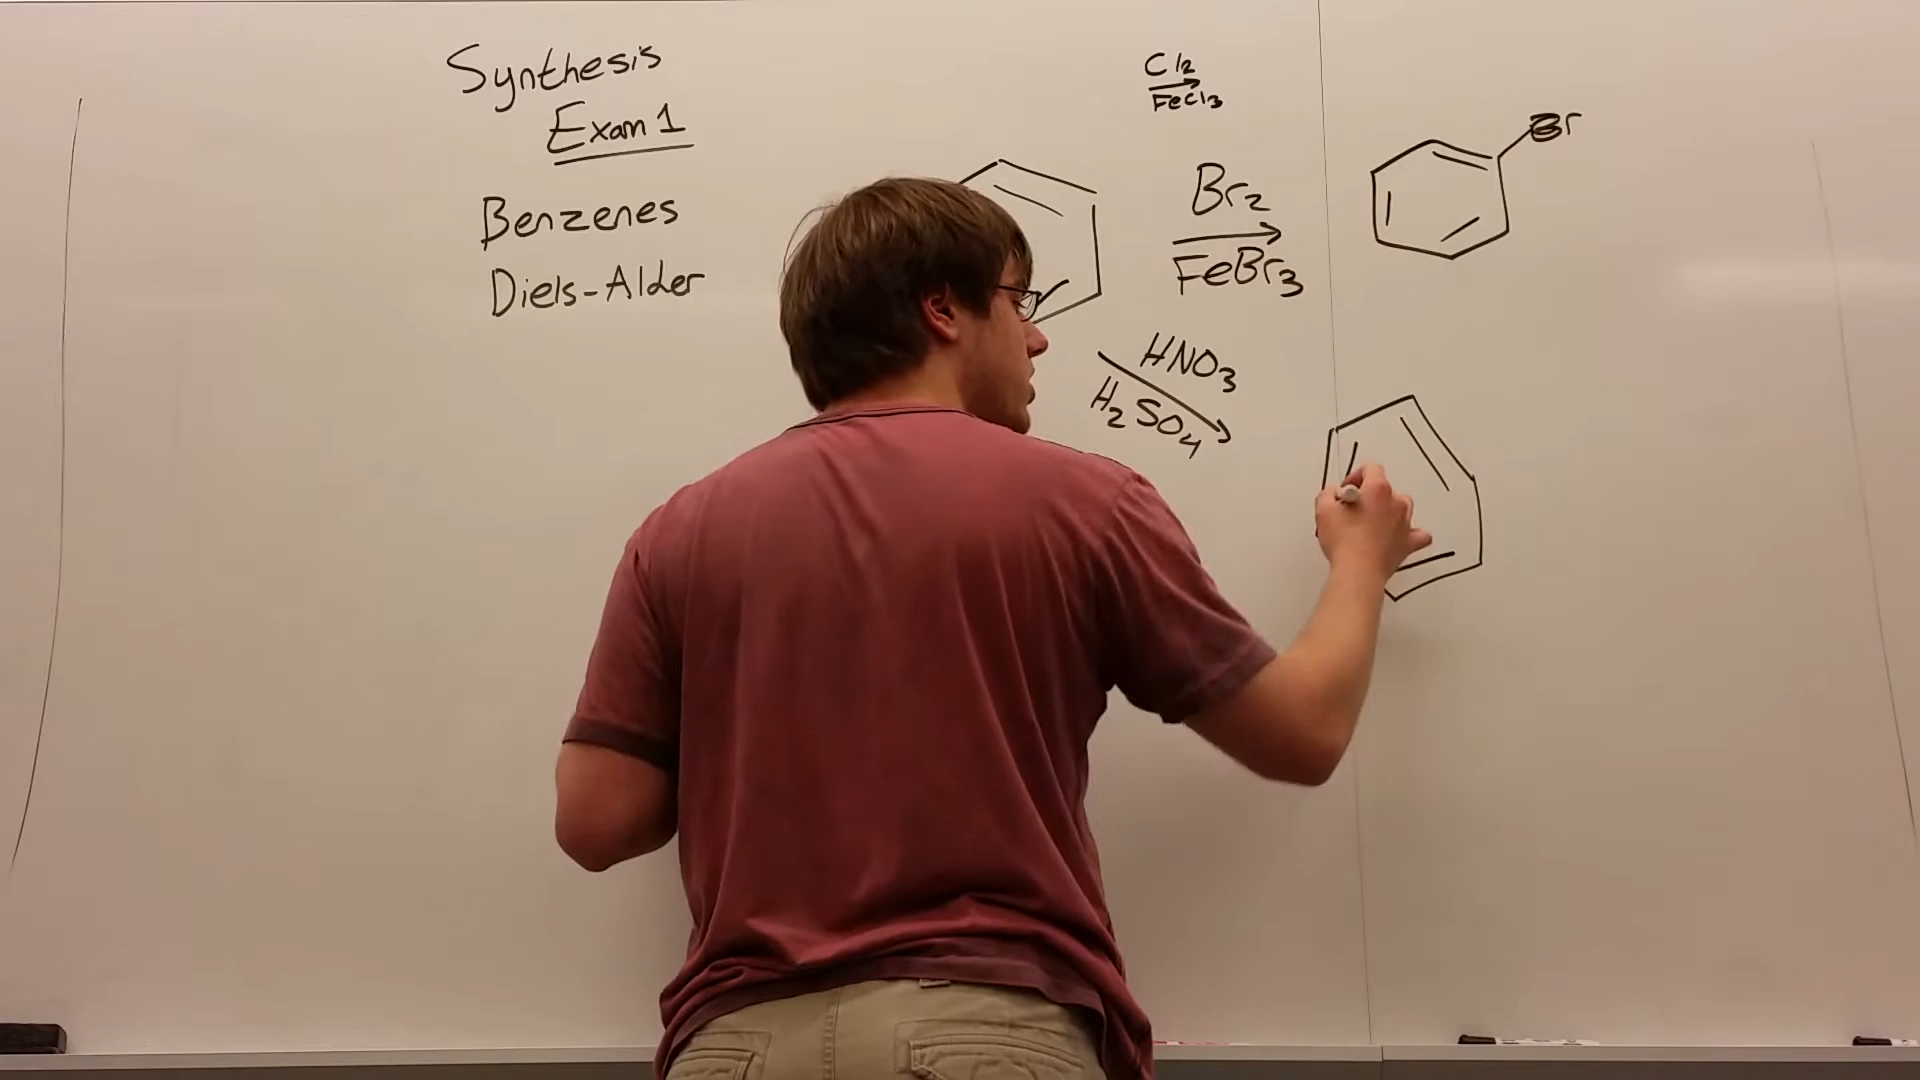 Synthesis
Exam 1
Benzenes
Diels-Alder
Cl2
FeCl3
Br2
FeBr3
Br
HNO3
H2SO4